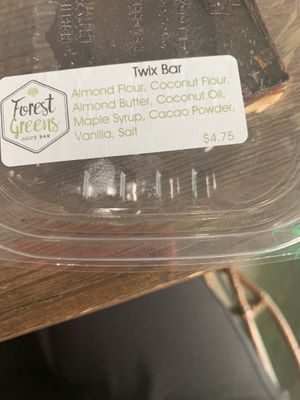 Forest
Greens
JUICE BAR
Twix Bar
Almond Flour, Coconut Flour,
Almond Butter, Coconut Oil,
Maple Syrup, Cacao Powder,
Vanilla, Salt
$4.75